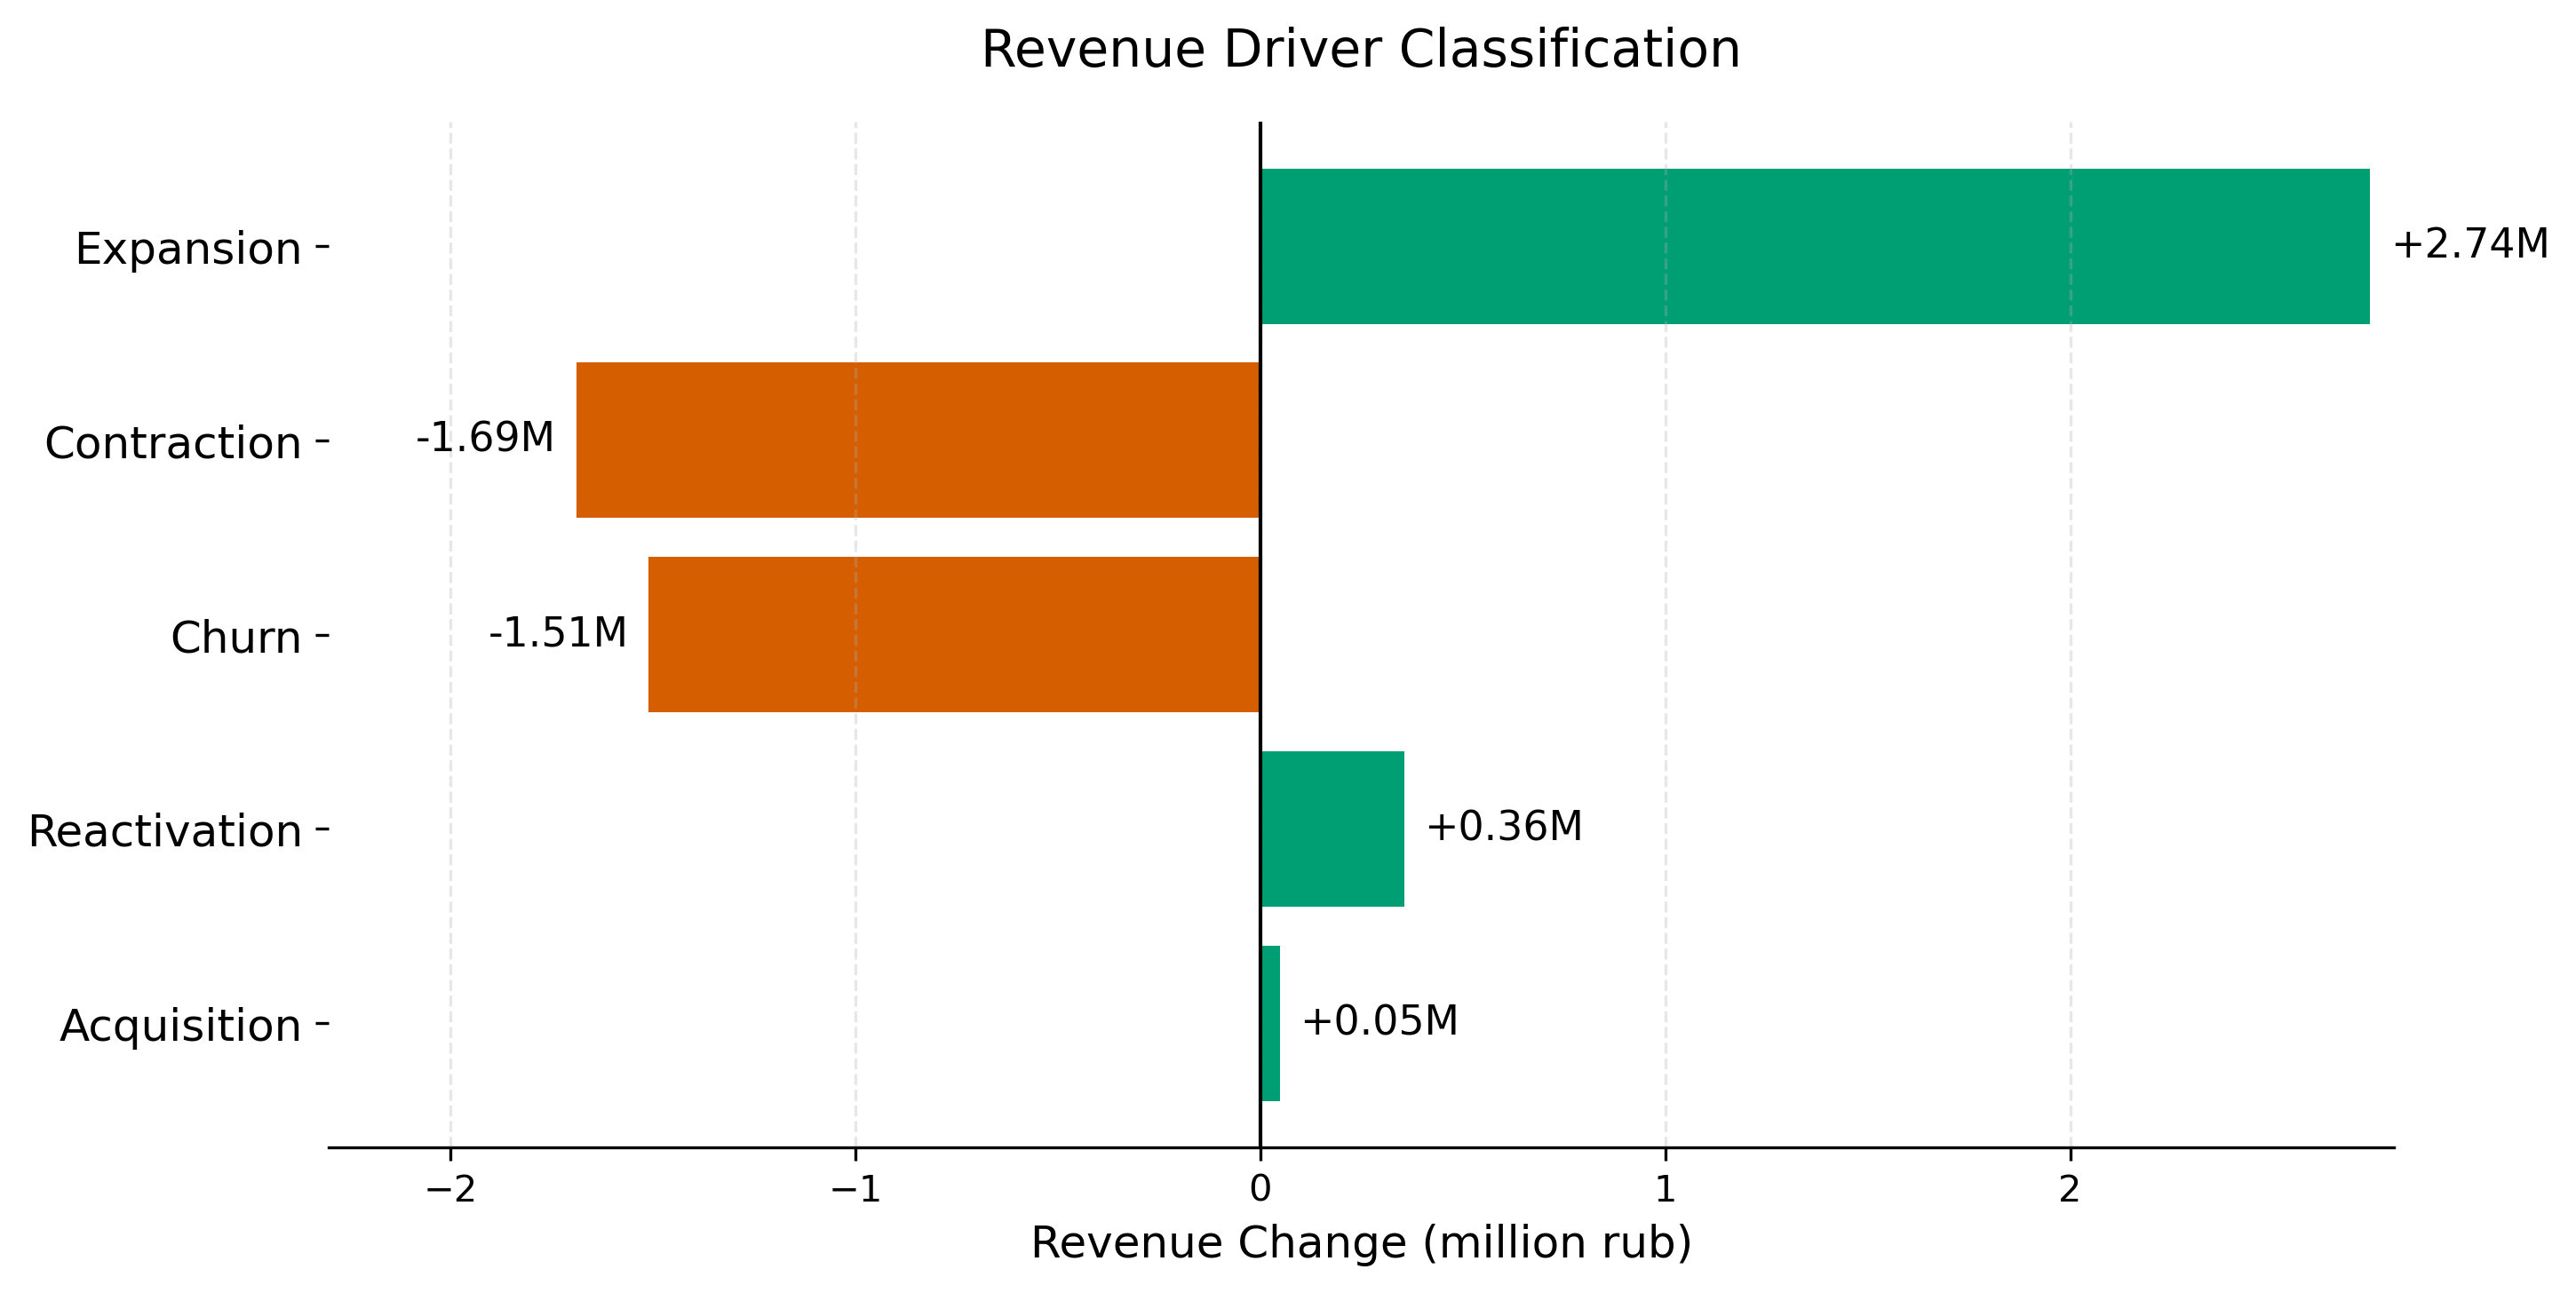 Revenue Driver Classification
Expansion
+2.74M
Contraction
-1.69M
Churn
-1.51M
Reactivation
+0.36M
Acquisition
+0.05M
−2 −1 0 1 2
Revenue Change (million rub)